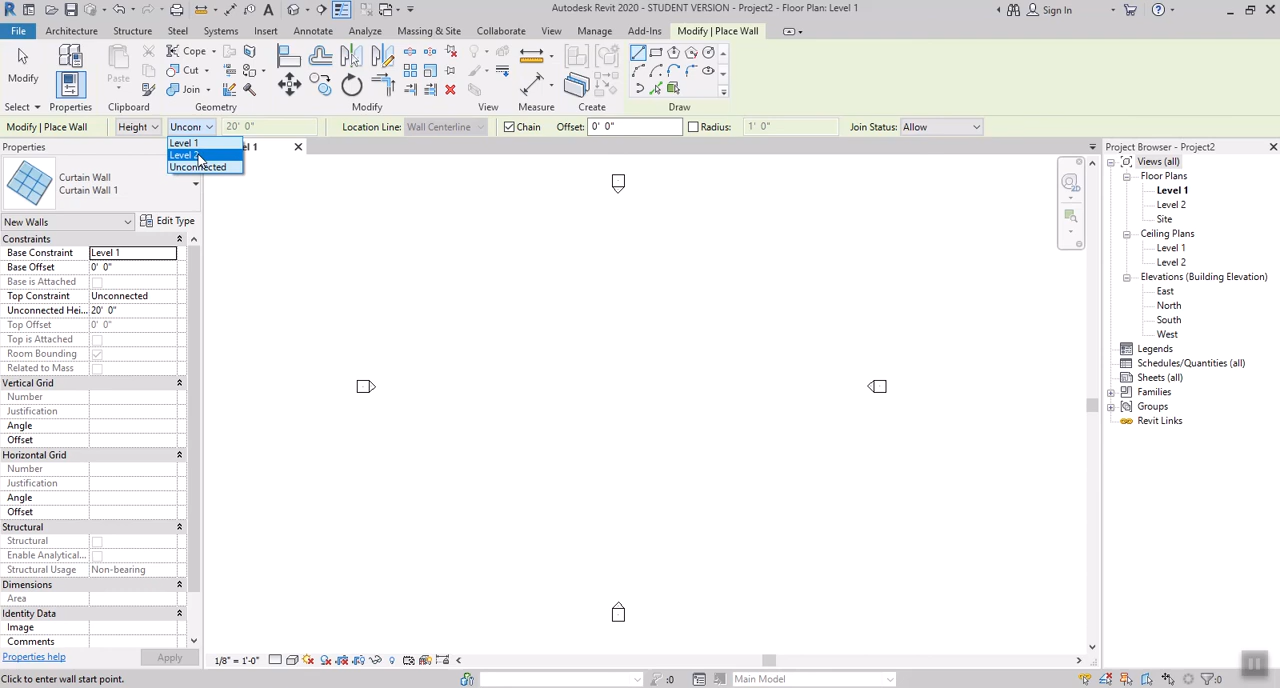 Autodesk Revit 2020 - STUDENT VERSION - Project2 - Floor Plan: Level 1
Sign In
File Architecture Structure Steel Systems Insert Annotate Analyze Massing & Site Collaborate View Manage Add-Ins Modify | Place Wall
Modify
Paste
Cope
Cut
Join
Select Properties Clipboard Geometry Modify View Measure Create Draw
Modify | Place Wall Height Unconr 20' 0" Location Line: Wall Centerline Chain Offset: 0' 0" Radius: 1' 0" Join Status: Allow
Level 1
Level 2
Unconnected
Properties
Curtain Wall
Curtain Wall 1
New Walls Edit Type
Constraints
Base Constraint Level 1
Base Offset 0' 0"
Base is Attached
Top Constraint Unconnected
Unconnected Hei... 20' 0"
Top Offset 0' 0"
Top is Attached
Room Bounding
Related to Mass
Vertical Grid
Number
Justification
Angle
Offset
Horizontal Grid
Number
Justification
Angle
Offset
Structural
Structural
Enable Analytical...
Structural Usage Non-bearing
Dimensions
Area
Identity Data
Image
Comments
Properties help Apply
el 1
2D
Project Browser - Project2
Views (all)
Floor Plans
Level 1
Level 2
Site
Ceiling Plans
Level 1
Level 2
Elevations (Building Elevation)
East
North
South
West
Legends
Schedules/Quantities (all)
Sheets (all)
Families
Groups
Revit Links
1/8" = 1'-0"
Click to enter wall start point. :0 Main Model :0